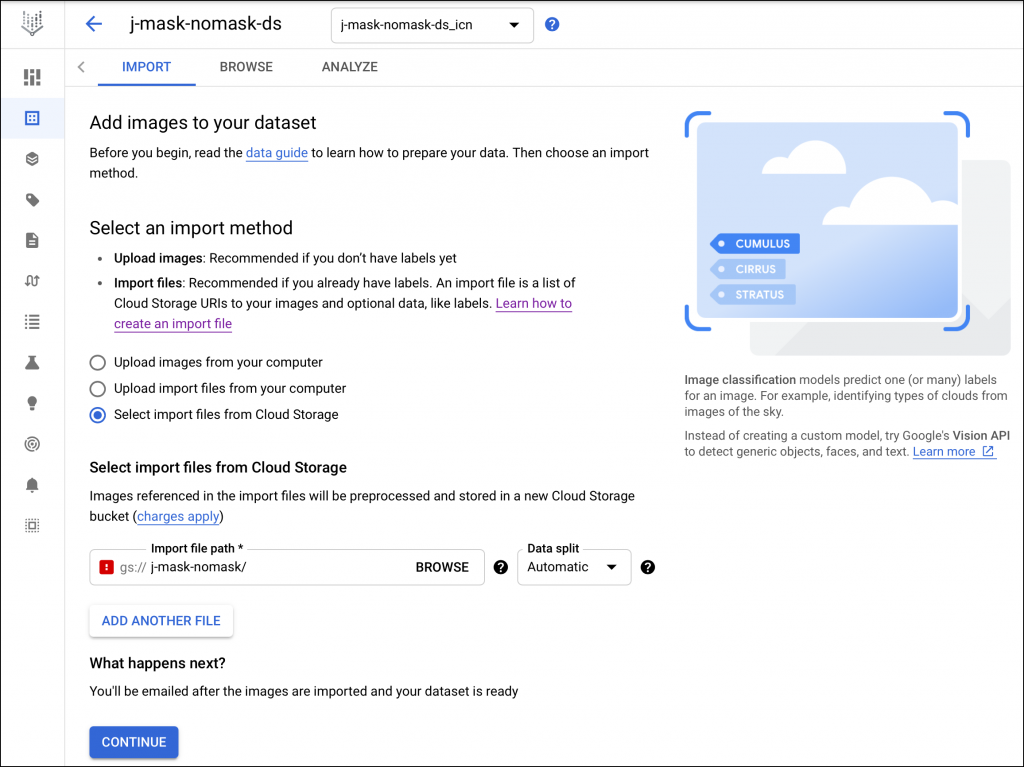 j-mask-nomask-ds
j-mask-nomask-ds_icn
IMPORT BROWSE ANALYZE
Add images to your dataset
Before you begin, read the data guide to learn how to prepare your data. Then choose an import
method.
Select an import method
• Upload images: Recommended if you don't have labels yet
• Import files: Recommended if you already have labels. An import file is a list of
Cloud Storage URIs to your images and optional data, like labels. Learn how to
create an import file
Upload images from your computer
Upload import files from your computer
Select import files from Cloud Storage
Select import files from Cloud Storage
Images referenced in the import files will be preprocessed and stored in a new Cloud Storage
bucket (charges apply)
Import file path *
gs:// j-mask-nomask/ BROWSE
Data split
Automatic
ADD ANOTHER FILE
What happens next?
You'll be emailed after the images are imported and your dataset is ready
CONTINUE
CUMULUS
CIRRUS
STRATUS
Image classification models predict one (or many) labels
for an image. For example, identifying types of clouds from
images of the sky.
Instead of creating a custom model, try Google's Vision API
to detect generic objects, faces, and text. Learn more